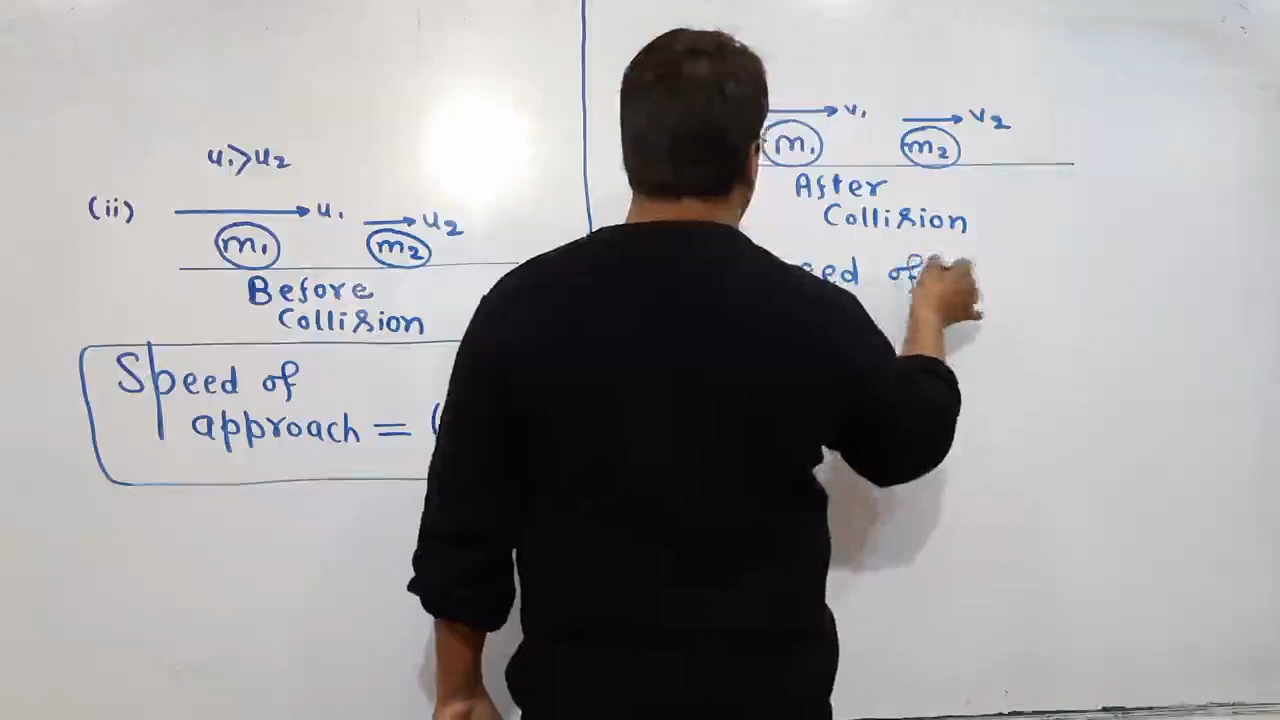 u₁>u₂
(ii) u₁ u₂
m₁ m₂
Before
Collision
Speed of
approach = (
v₁ v₂
m₁ m₂
After
Collision
of